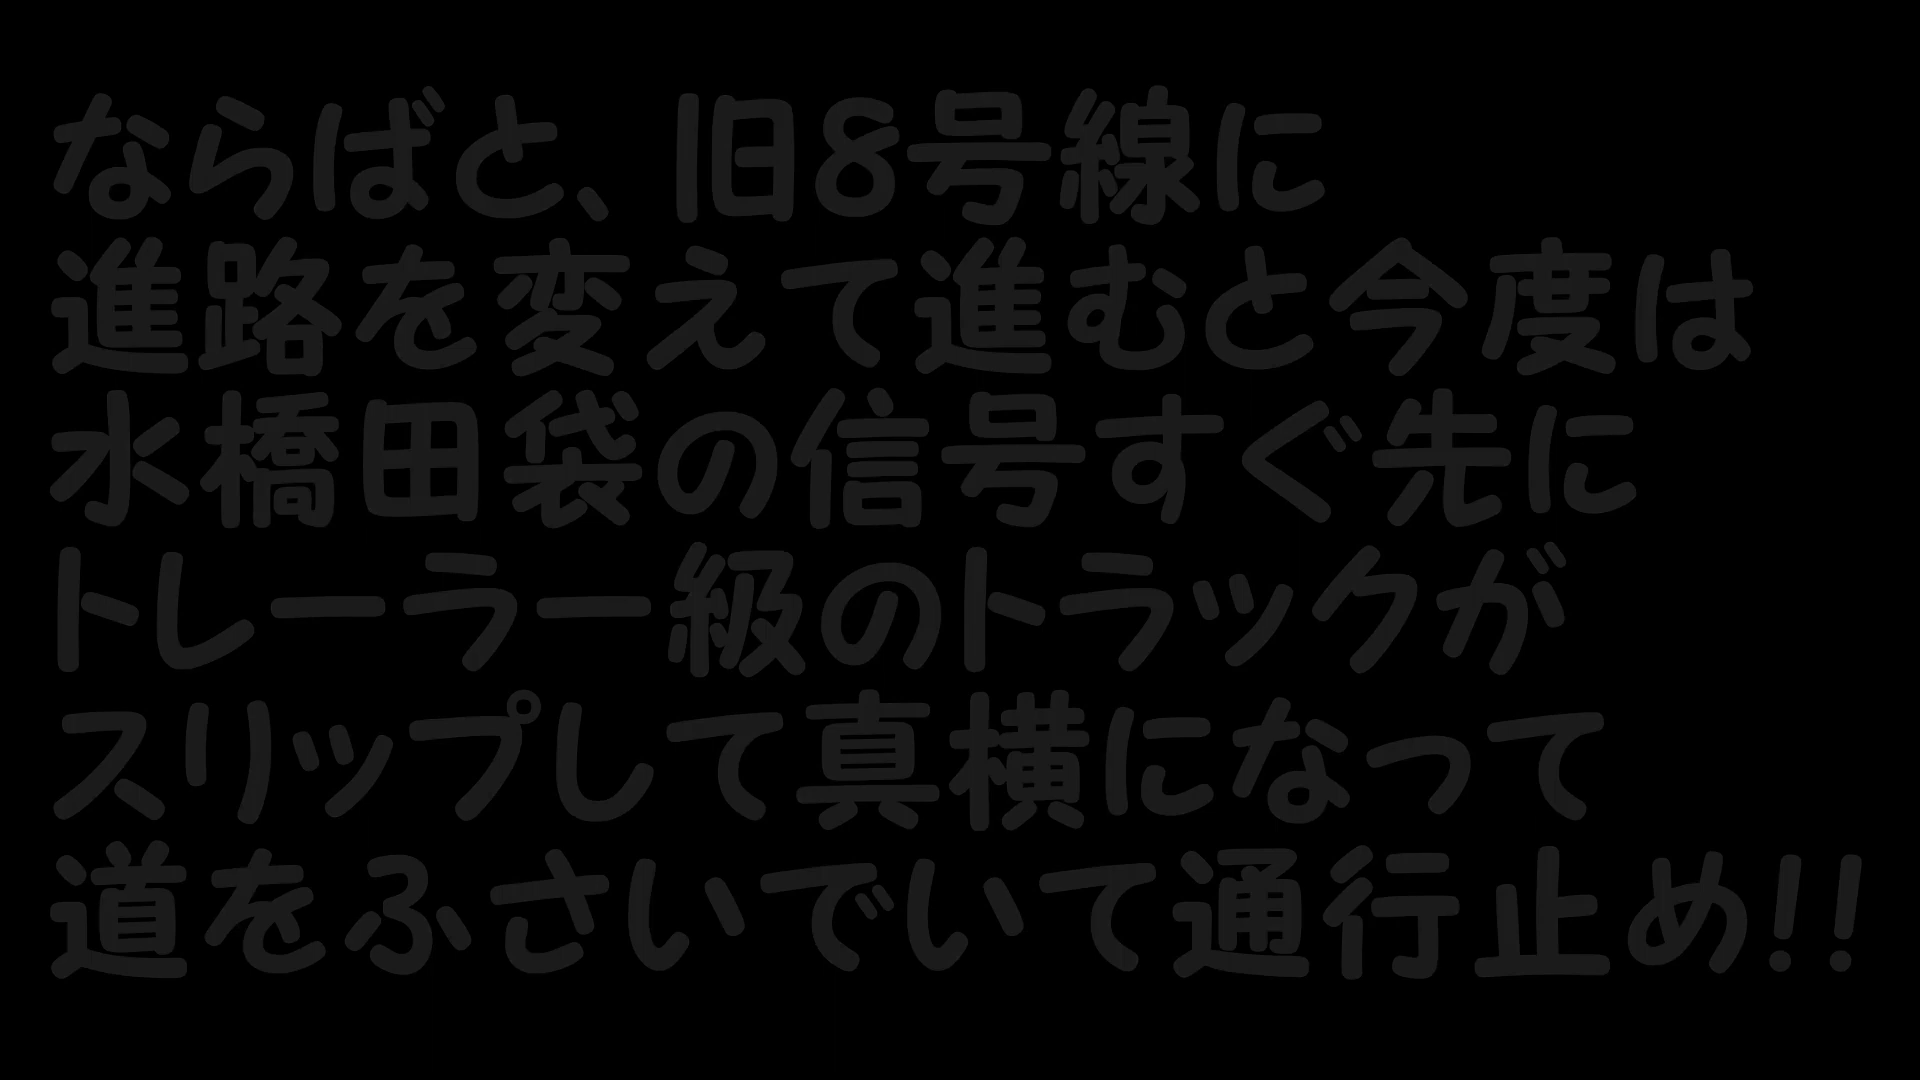 ならばと、旧8号線に
進路を変えて進むと今度は
水橋田袋の信号すぐ先に
トレーラー級のトラックが
スリップして真横になって
道をふさいでいて通行止め!!